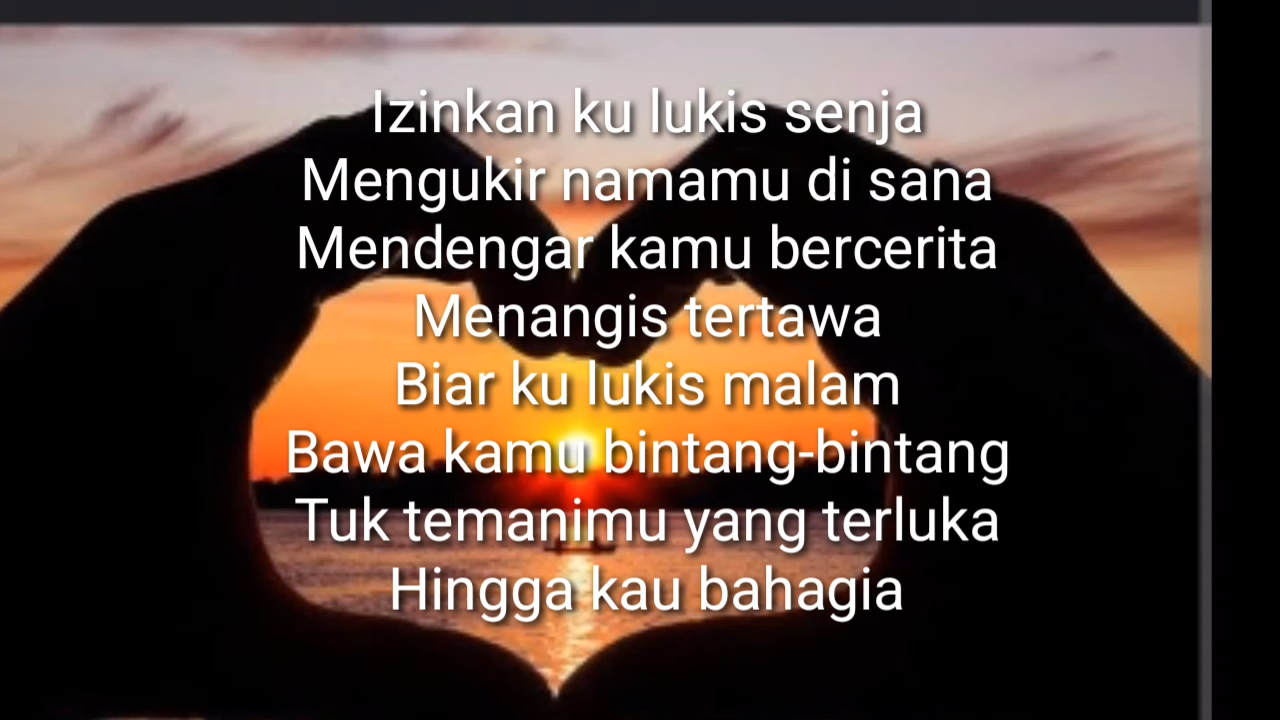 Izinkan ku lukis senja
Mengukir namamu di sana
Mendengar kamu bercerita
Menangis tertawa
Biar ku lukis malam
Bawa kamu bintang-bintang
Tuk temanimu yang terluka
Hingga kau bahagia